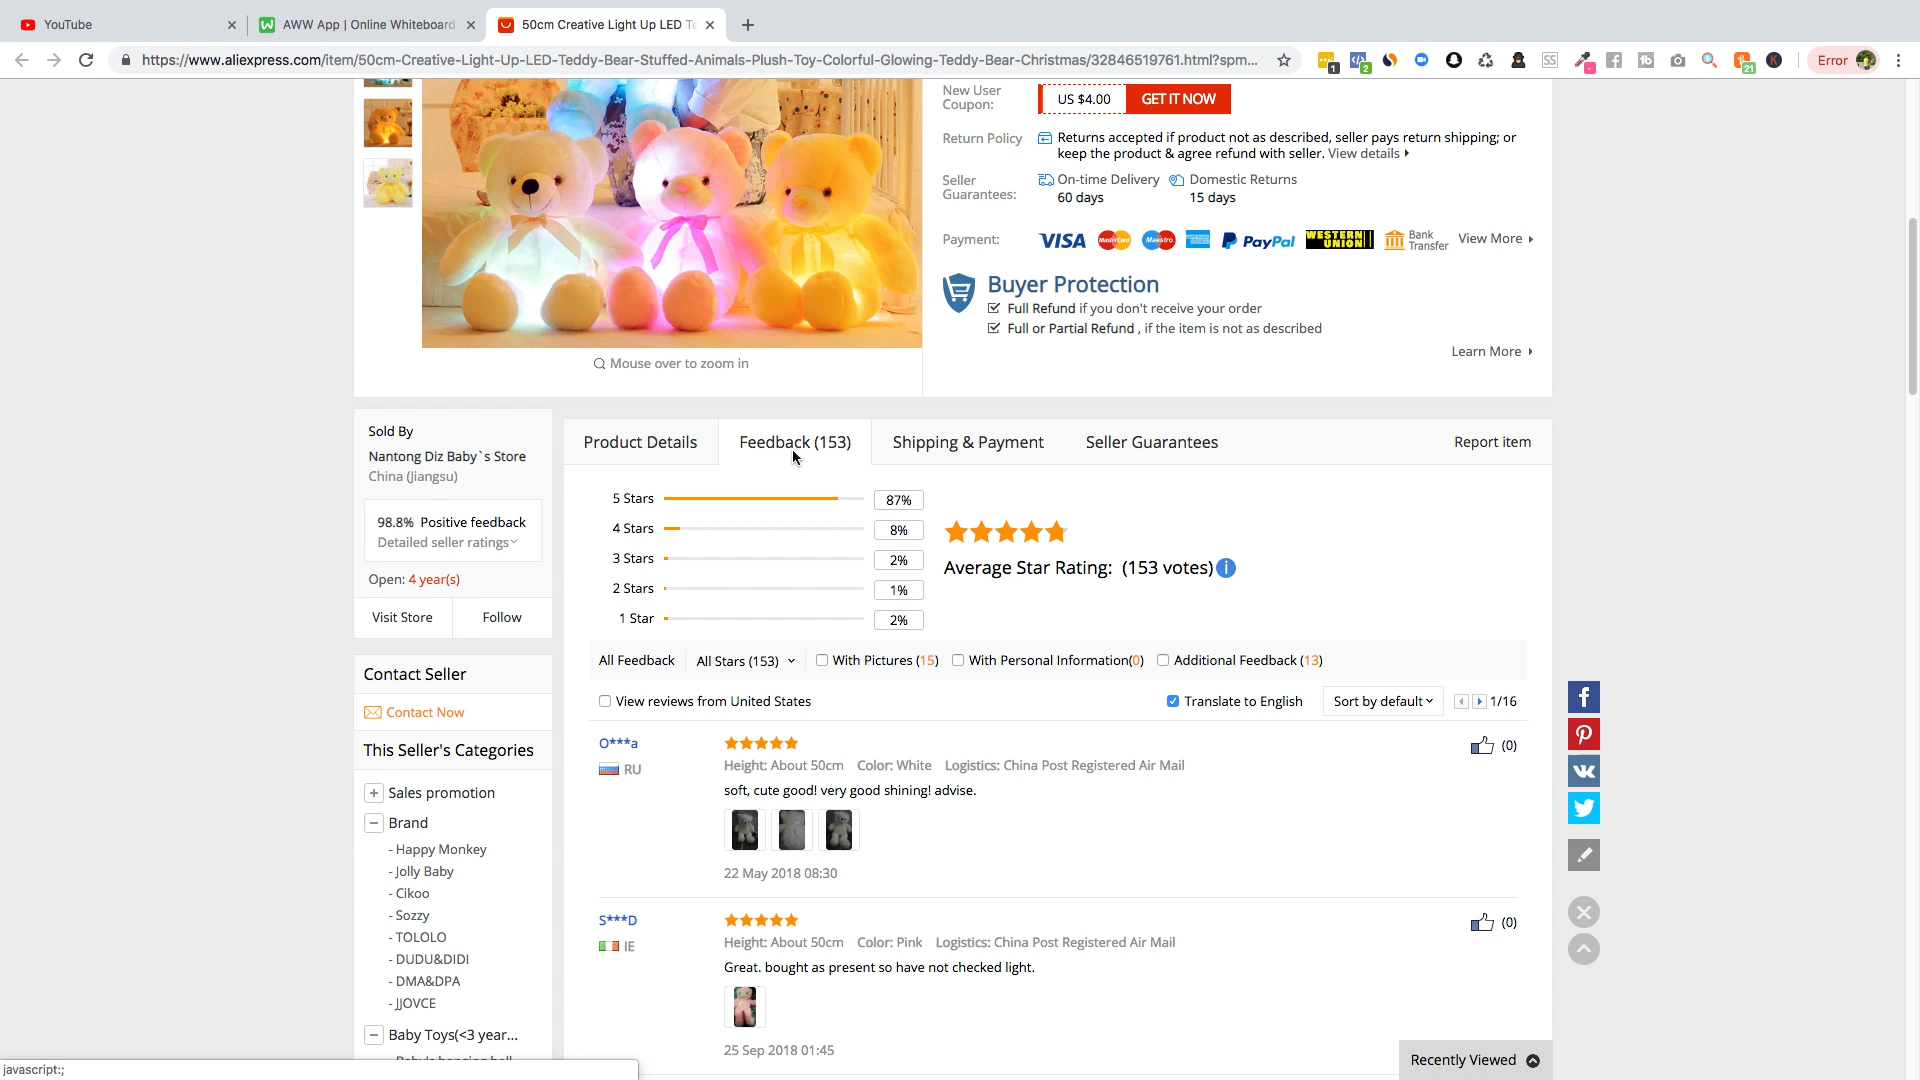 YouTube
AWW App | Online Whiteboard
50cm Creative Light Up LED Te
https://www.aliexpress.com/item/50cm-Creative-Light-Up-LED-Teddy-Bear-Stuffed-Animals-Plush-Toy-Colorful-Glowing-Teddy-Bear-Christmas/32846519761.html?spm...
1
2
SS
21
K
Error
New User
Coupon:
US $4.00
GET IT NOW
Return Policy
Returns accepted if product not as described, seller pays return shipping; or
keep the product & agree refund with seller. View details
Seller
Guarantees:
On-time Delivery
60 days
Domestic Returns
15 days
Payment:
VISA
MasterCard
Maestro
PayPal
WESTERN
UNION
Bank
Transfer
View More
Buyer Protection
Full Refund if you don't receive your order
Full or Partial Refund , if the item is not as described
Learn More
Mouse over to zoom in
Sold By
Nantong Diz Baby`s Store
China (Jiangsu)
98.8% Positive feedback
Detailed seller ratings
Open: 4 year(s)
Visit Store
Follow
Contact Seller
Contact Now
This Seller's Categories
+ Sales promotion
− Brand
- Happy Monkey
- Jolly Baby
- Cikoo
- Sozzy
- TOLOLO
- DUDU&DIDI
- DMA&DPA
- JJOVCE
− Baby Toys(<3 year...
Product Details
Feedback (153)
Shipping & Payment
Seller Guarantees
Report item
5 Stars 87%
4 Stars 8%
3 Stars 2%
2 Stars 1%
1 Star 2%
Average Star Rating: (153 votes)
All Feedback
All Stars (153)
With Pictures (15)
With Personal Information(0)
Additional Feedback (13)
View reviews from United States
Translate to English
Sort by default
1/16
O***a
RU
Height: About 50cm Color: White Logistics: China Post Registered Air Mail
soft, cute good! very good shining! advise.
22 May 2018 08:30
(0)
S***D
IE
Height: About 50cm Color: Pink Logistics: China Post Registered Air Mail
Great. bought as present so have not checked light.
25 Sep 2018 01:45
(0)
Recently Viewed
javascript:;